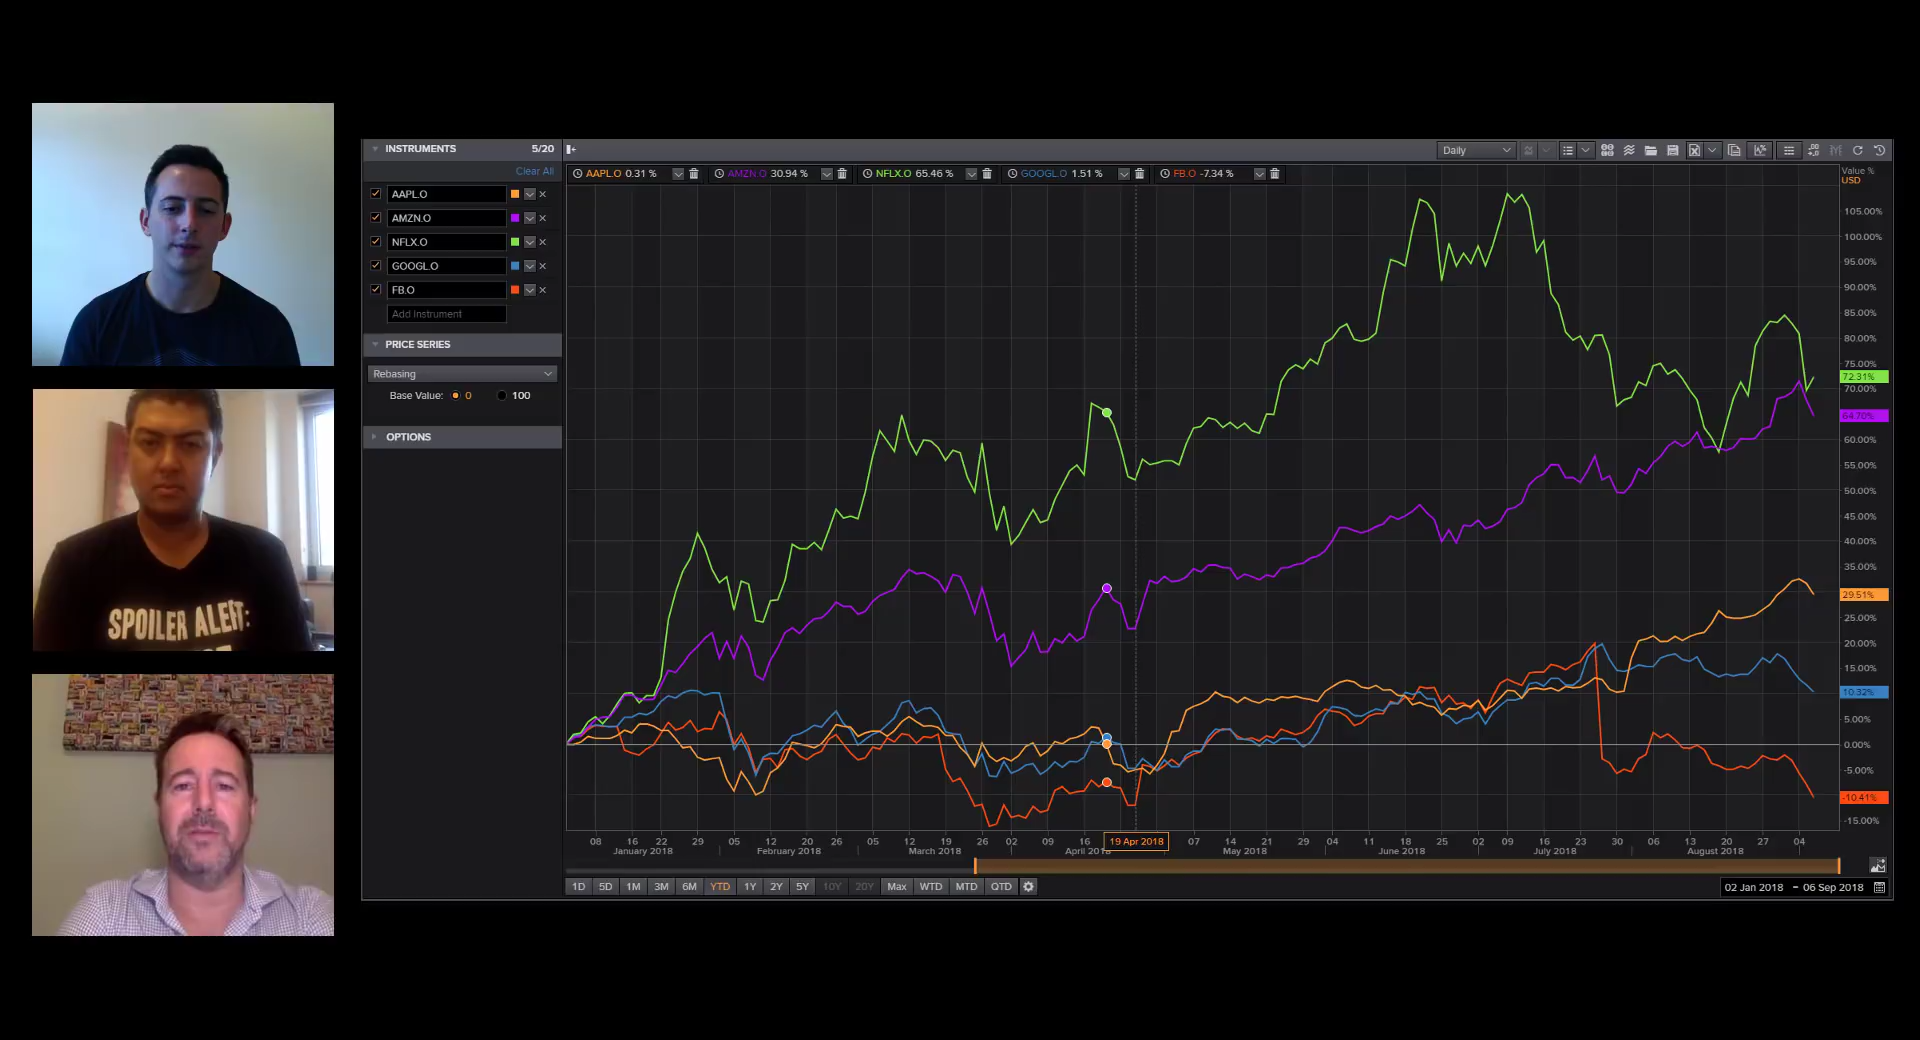 INSTRUMENTS 5/20
Clear All
AAPL.O
AMZN.O
NFLX.O
GOOGL.O
FB.O
Add Instrument
PRICE SERIES
Rebasing
Base Value: 0 100
OPTIONS
Daily
AAPL.O 0.31 % AMZN.O 30.94 % NFLX.O 65.46 % GOOGL.O 1.51 % FB.O -7.34 %
Value %
USD
105.00%
100.00%
95.00%
90.00%
85.00%
80.00%
75.00%
72.31%
70.00%
64.70%
60.00%
55.00%
50.00%
45.00%
40.00%
35.00%
29.51%
25.00%
20.00%
15.00%
10.32%
5.00%
0.00%
-5.00%
-10.41%
-15.00%
08 16 22 29 05 12 20 26 05 12 19 26 02 09 16 19 Apr 2018 07 14 21 29 04 11 18 25 02 09 16 23 30 06 13 20 27 04
January 2018 February 2018 March 2018 April 2018 May 2018 June 2018 July 2018 August 2018
1D 5D 1M 3M 6M YTD 1Y 2Y 5Y 10Y 20Y Max WTD MTD QTD
02 Jan 2018 – 06 Sep 2018
SPOILER ALERT: